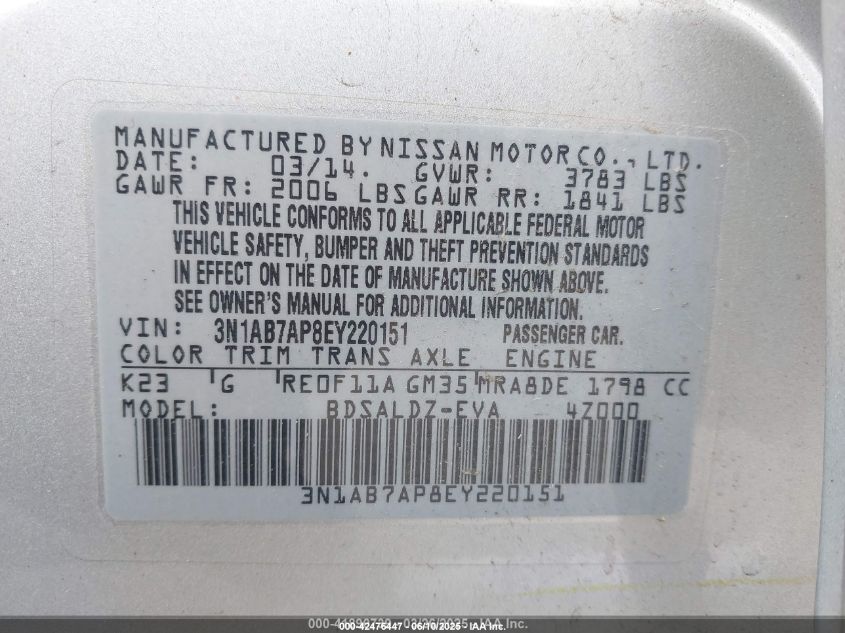 MANUFACTURED BY NISSAN MOTOR CO., LTD.
DATE: 03/14. GVWR: 3783 LBS
GAWR FR: 2006 LBS GAWR RR: 1841 LBS
THIS VEHICLE CONFORMS TO ALL APPLICABLE FEDERAL MOTOR
VEHICLE SAFETY, BUMPER AND THEFT PREVENTION STANDARDS
IN EFFECT ON THE DATE OF MANUFACTURE SHOWN ABOVE.
SEE OWNER'S MANUAL FOR ADDITIONAL INFORMATION.
VIN: 3N1AB7AP8EY220151 PASSENGER CAR.
COLOR TRIM TRANS AXLE ENGINE
K23 G RE0F11A GM35 MRA8DE 1798 CC
MODEL: BDSALDZ-EVA 4Z000
3N1AB7AP8EY220151
000-42476447 06/10/2025 IAA Inc.